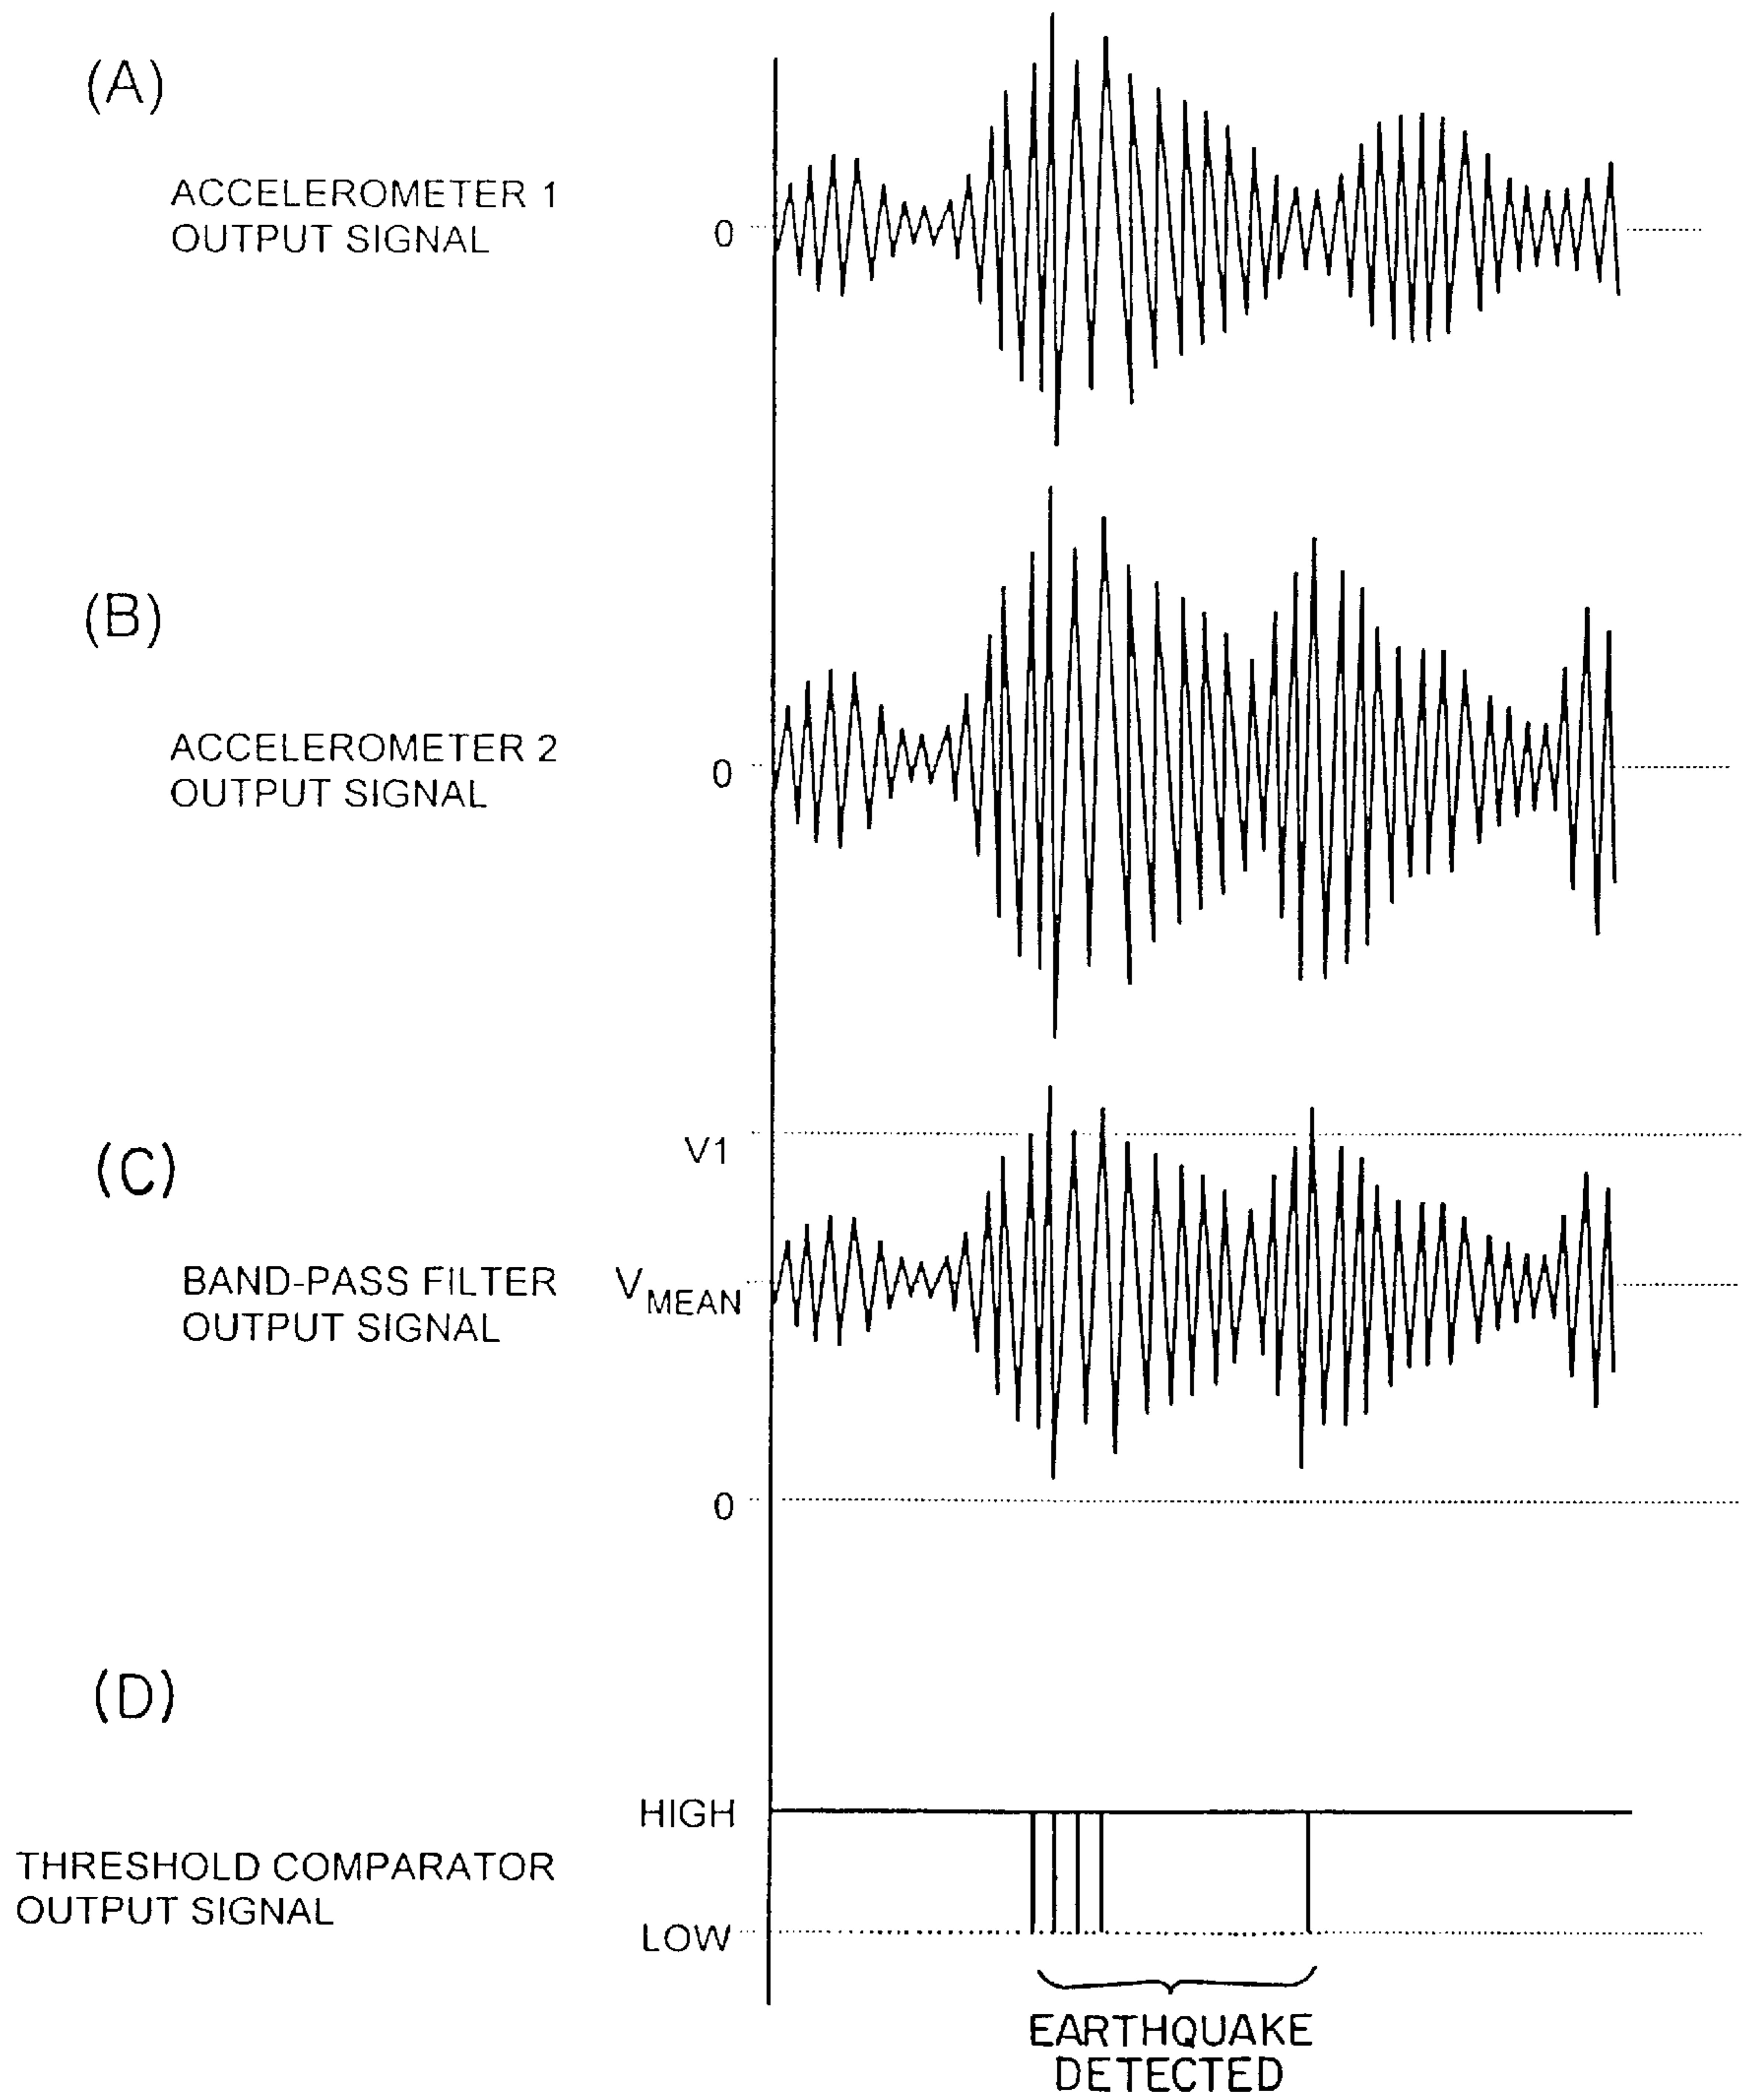 (A)
ACCELEROMETER 1
OUTPUT SIGNAL
0
(B)
ACCELEROMETER 2
OUTPUT SIGNAL
0
(C)
V1
BAND-PASS FILTER
OUTPUT SIGNAL
VMEAN
0
(D)
HIGH
THRESHOLD COMPARATOR
OUTPUT SIGNAL
LOW
EARTHQUAKE
DETECTED